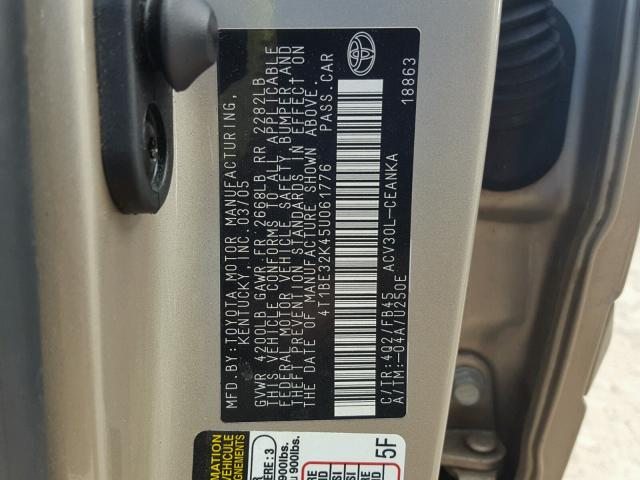 MFD.BY:TOYOTA MOTOR MANUFACTURING,
KENTUCKY, INC. 03/05
GVWR 4200LB GAWR FR 2668LB RR 2282LB
THIS VEHICLE CONFORMS TO ALL APPLICABLE
FEDERAL MOTOR VEHICLE SAFETY, BUMPER, AND
THEFT PREVENTION STANDARDS IN EFFECT ON
THE DATE OF MANUFACTURE SHOWN ABOVE.
4T1BE32K45U061776 PASS.CAR
ACV30L-CEANKA
C/TR:4Q2/FB45
A/TM:-04A/U250E 18863
5F